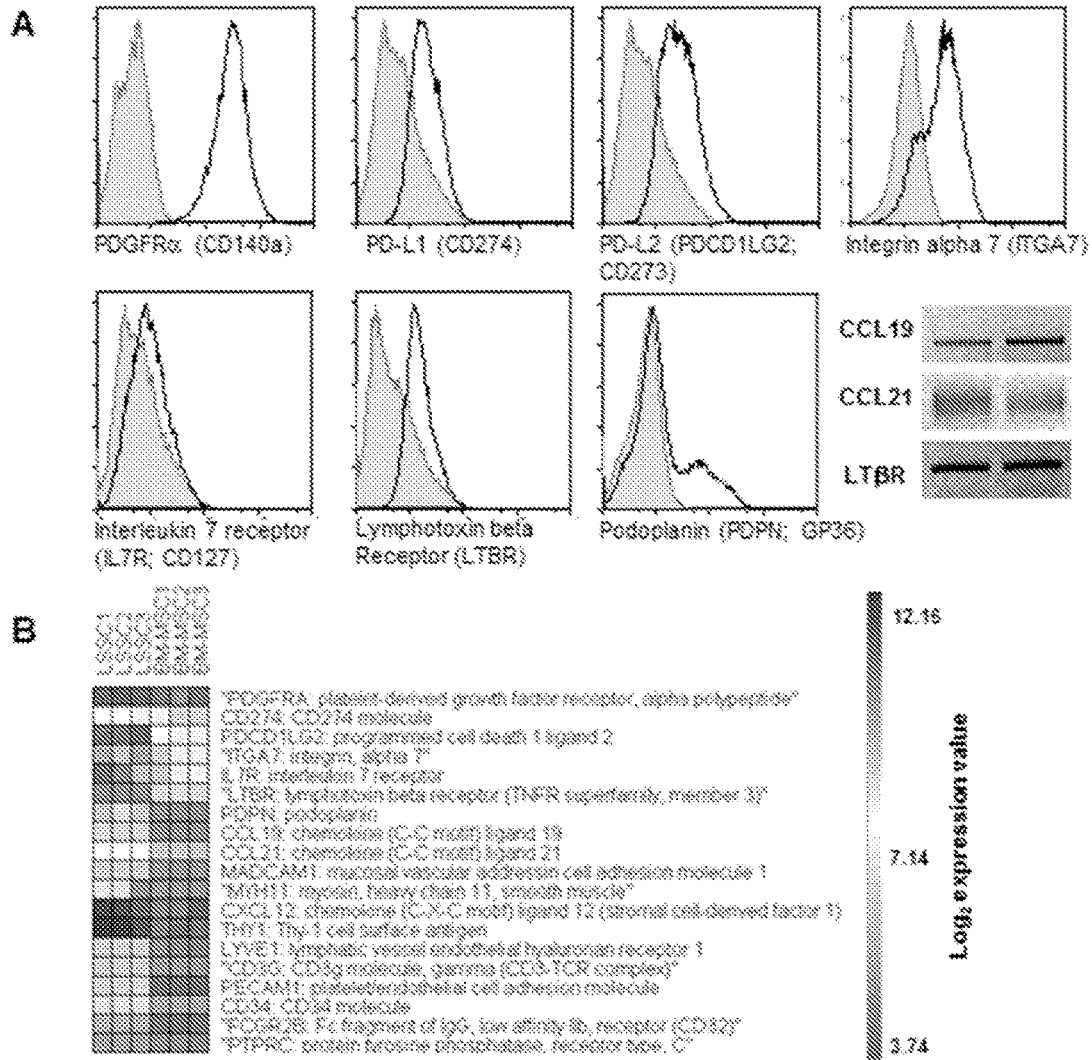 A
PDGFRα (CD140a)
PD-L1 (CD274)
PD-L2 (PDCD1LG2;
CD273)
Integrin alpha 7 (ITGA7)
Interleukin 7 receptor
(IL7R; CD127)
Lymphotoxin beta
Receptor (LTBR)
Podoplanin (PDPN; GP36)
CCL19
CCL21
LTβR
B
"PDGFRA: platelet-derived growth factor receptor, alpha polypeptide"
CD274: CD274 molecule
PDCD1LG2: programmed cell death 1 ligand 2
"ITGA7: integrin, alpha 7"
IL7R: interleukin 7 receptor
"LTBR: lymphotoxin beta receptor (TNFR superfamily, member 3)"
PDPN: podoplanin
CCL19: chemokine (C-C motif) ligand 19
CCL21: chemokine (C-C motif) ligand 21
MADCAM1: mucosal vascular addressin cell adhesion molecule 1
"MYH11: myosin, heavy chain 11, smooth muscle"
CXCL12: chemokine (C-X-C motif) ligand 12 (stromal cell-derived factor 1)
THY1: Thy-1 cell surface antigen
LYVE1: lymphatic vessel endothelial hyaluronan receptor 1
"CD3G: CD3g molecule, gamma (CD3-TCR complex)"
PECAM1: platelet/endothelial cell adhesion molecule
CD34: CD34 molecule
"FCGR2B: Fc fragment of IgG, low affinity IIb, receptor (CD32)"
"PTPRC: protein tyrosine phosphatase, receptor type, C"
12.15
7.14
3.74
Log₂ expression value